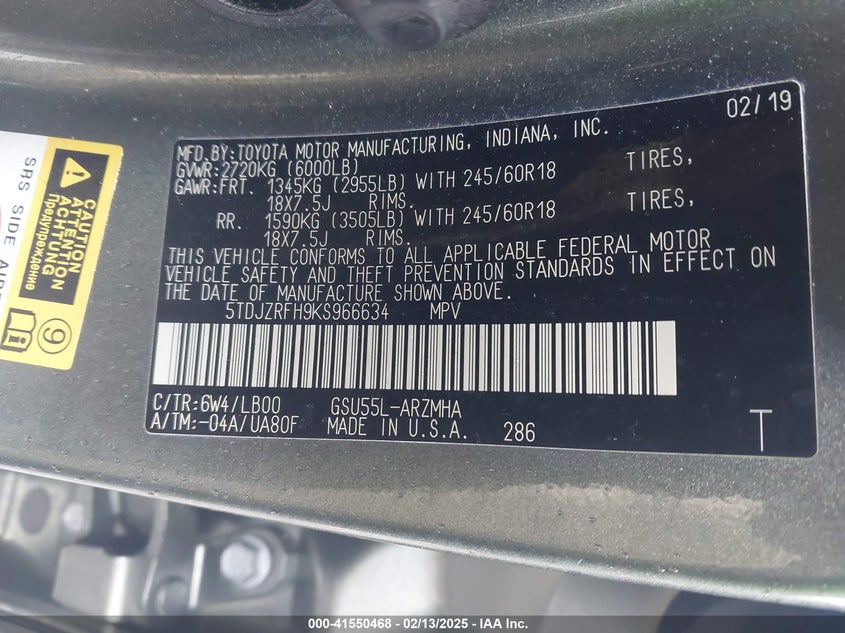 02/19
MFD.BY:TOYOTA MOTOR MANUFACTURING, INDIANA, INC.
GVWR:2720KG (6000LB)
GAWR:FRT. 1345KG (2955LB) WITH 245/60R18 TIRES,
18X7.5J RIMS.
RR. 1590KG (3505LB) WITH 245/60R18 TIRES,
18X7.5J RIMS.
THIS VEHICLE CONFORMS TO ALL APPLICABLE FEDERAL MOTOR
VEHICLE SAFETY AND THEFT PREVENTION STANDARDS IN EFFECT ON
THE DATE OF MANUFACTURE SHOWN ABOVE.
5TDJZRFH9KS966634 MPV
C/TR:6W4/LB00 GSU55L-ARZMHA
A/TM:-04A/UA80F MADE IN U.S.A. 286
T
SRS SIDE
CAUTION
ATTENTION
ACHTUNG
Предупреждение
9
000-41550468 - 02/13/2025 - IAA Inc.